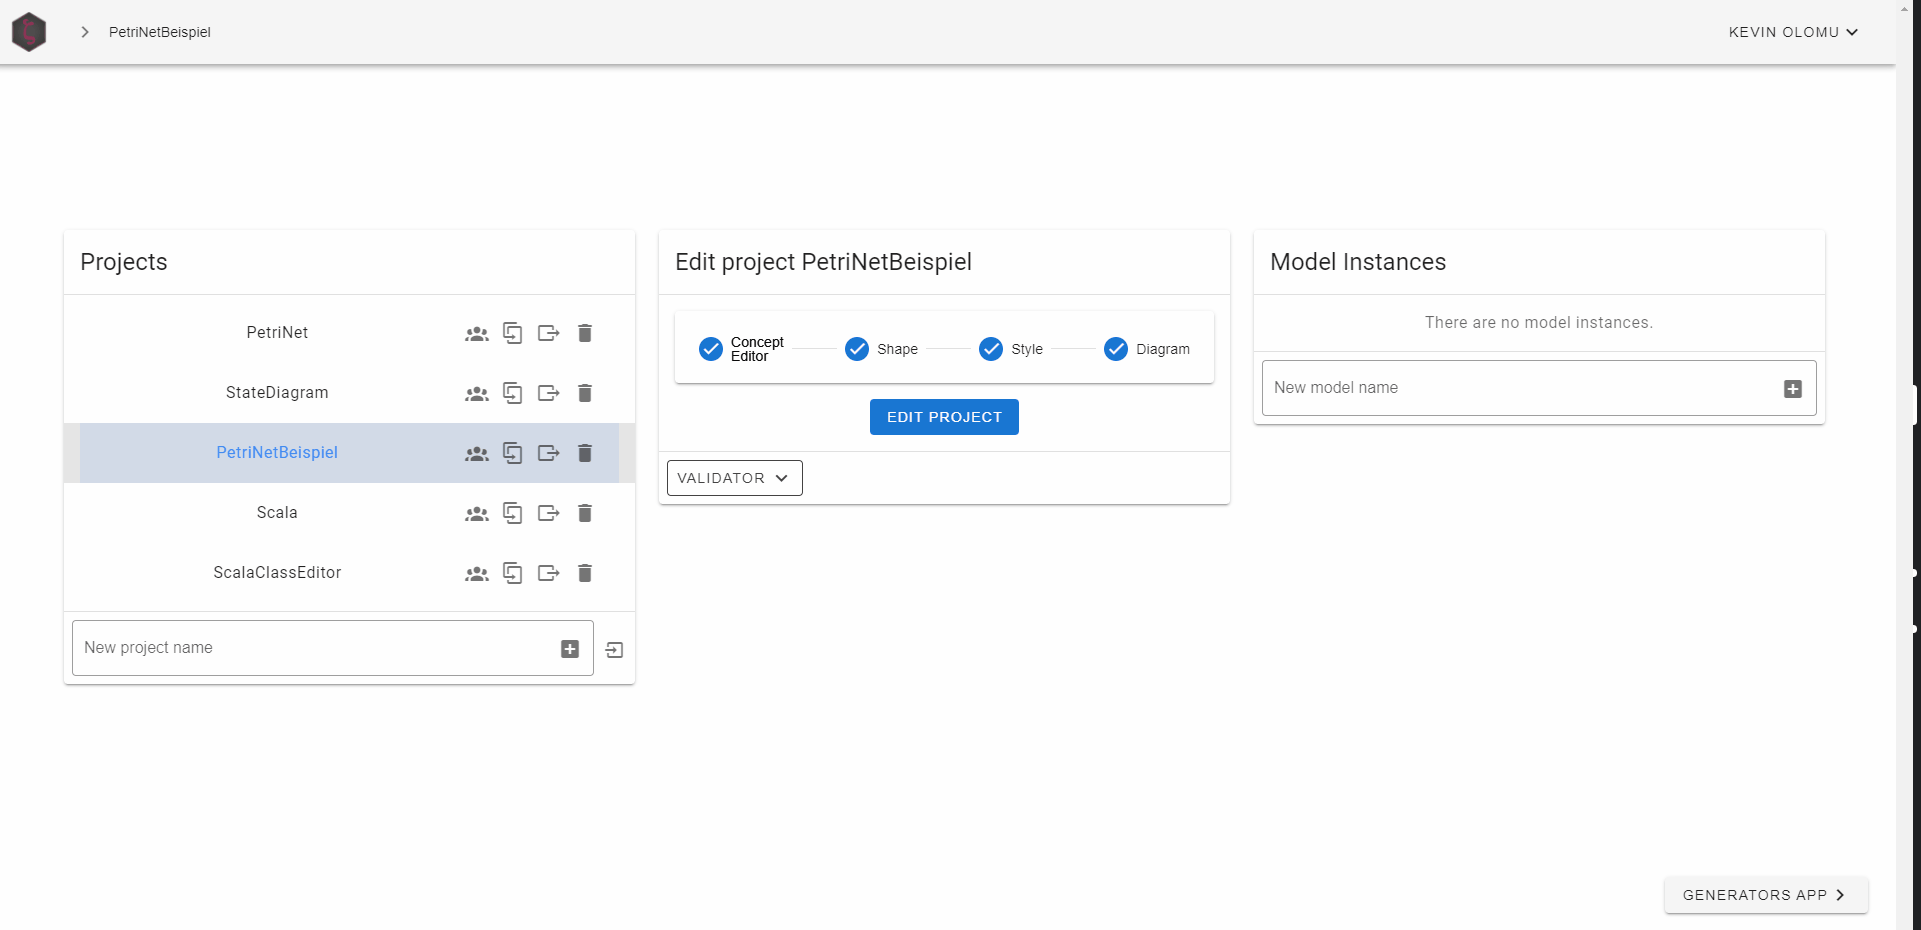 PetriNetBeispiel
KEVIN OLOMU
Projects
PetriNet
StateDiagram
PetriNetBeispiel
Scala
ScalaClassEditor
New project name
Edit project PetriNetBeispiel
Concept
Editor
Shape
Style
Diagram
EDIT PROJECT
VALIDATOR
Model Instances
There are no model instances.
New model name
GENERATORS APP